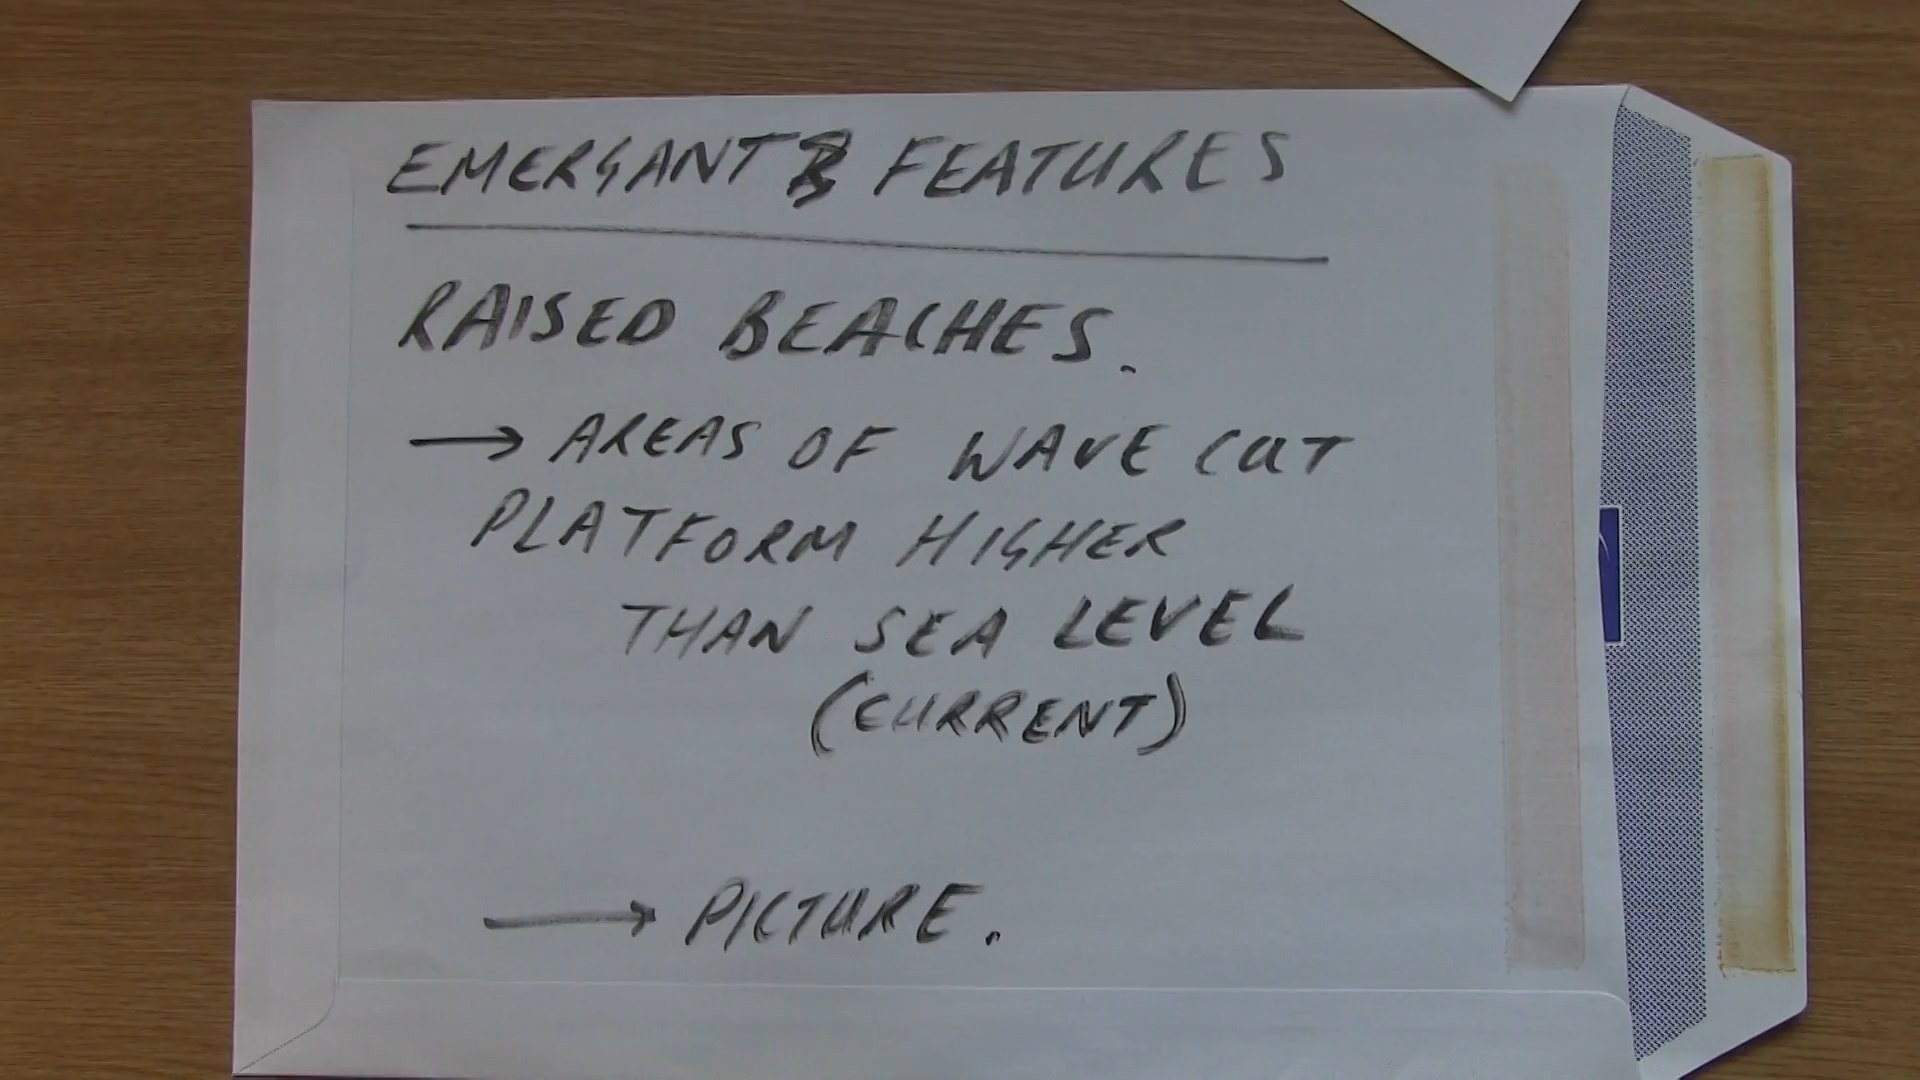 EMERGANT FEATURES
RAISED BEACHES.
→ AREAS OF WAVE CUT
PLATFORM HIGHER
THAN SEA LEVEL
(CURRENT)
→ PICTURE.